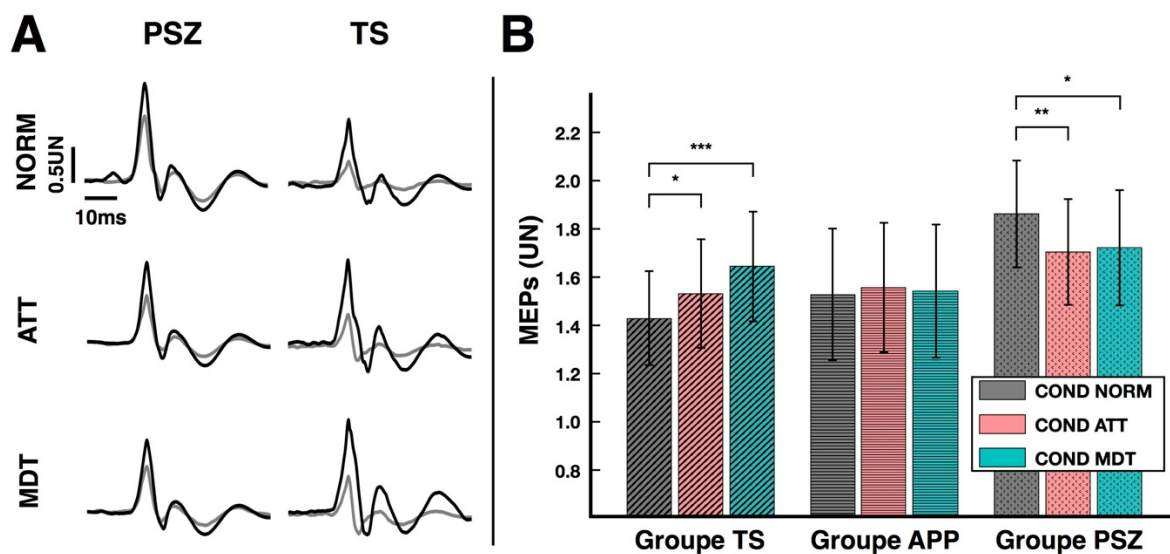 A
PSZ
TS
NORM
0.5UN
10ms
ATT
MDT
B
MEPs (UN)
2.2
2.0
1.8
1.6
1.4
1.2
1.0
0.8
*
***
**
*
COND NORM
COND ATT
COND MDT
Groupe TS
Groupe APP
Groupe PSZ